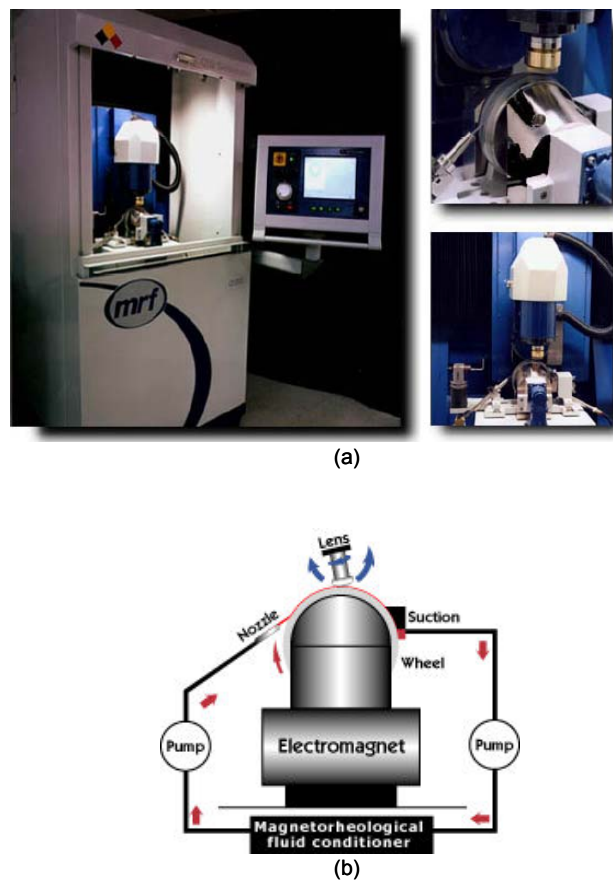 mrf
(a)
Lens
Nozzle
Suction
Wheel
Pump
Electromagnet
Pump
Magnetorheological
fluid conditioner
(b)